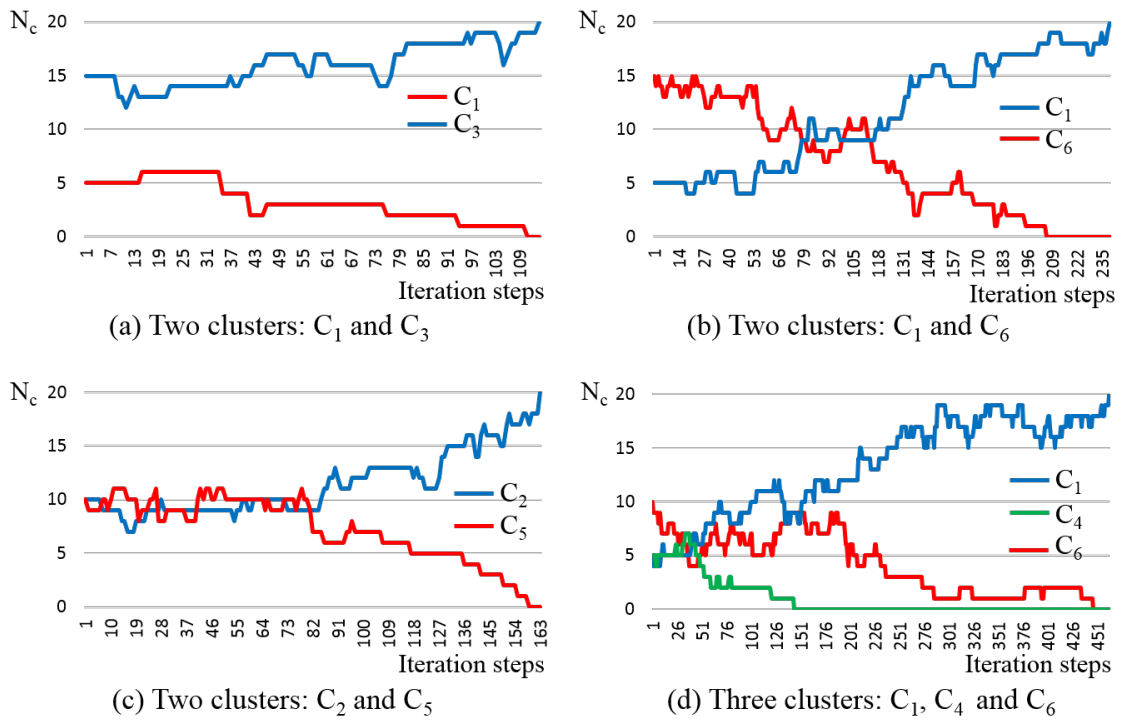 N_c 20
15
10
5
0
C_1
C_3
1 7 13 19 25 31 37 43 49 55 61 67 73 79 85 91 97 103 109
Iteration steps
(a) Two clusters: C_1 and C_3
N_c 20
15
10
5
0
C_1
C_6
1 14 27 40 53 66 79 92 105 118 131 144 157 170 183 196 209 222 235
Iteration steps
(b) Two clusters: C_1 and C_6
N_c 20
15
10
5
0
C_2
C_5
1 10 19 28 37 46 55 64 73 82 91 100 109 118 127 136 145 154 163
Iteration steps
(c) Two clusters: C_2 and C_5
N_c 20
15
10
5
0
C_1
C_4
C_6
1 26 51 76 101 126 151 176 201 226 251 276 301 326 351 376 401 426 451
Iteration steps
(d) Three clusters: C_1, C_4 and C_6